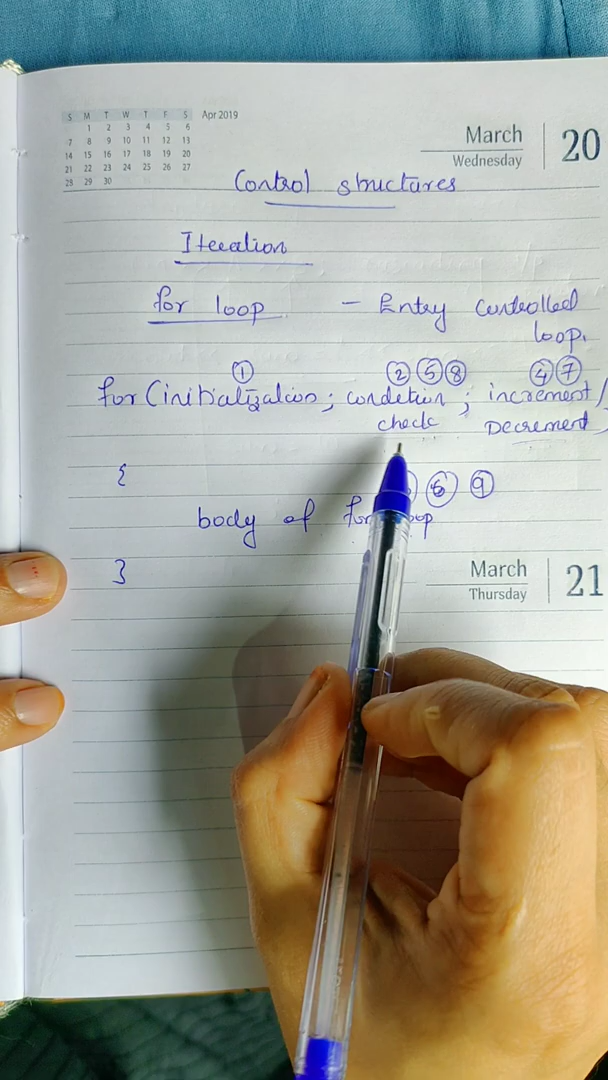 S M T W T F S Apr 2019
1 2 3 4 5 6
7 8 9 10 11 12 13
14 15 16 17 18 19 20
21 22 23 24 25 26 27
28 29 30
March
Wednesday
20
Control structures
Iteration
for loop - Entry controlled
loop.
① ② ⑤ ⑧ ④ ⑦
for (initialization; condition ; increment/
check Decrement
{ ⑥ ⑨
body of for loop
}
March
Thursday
21